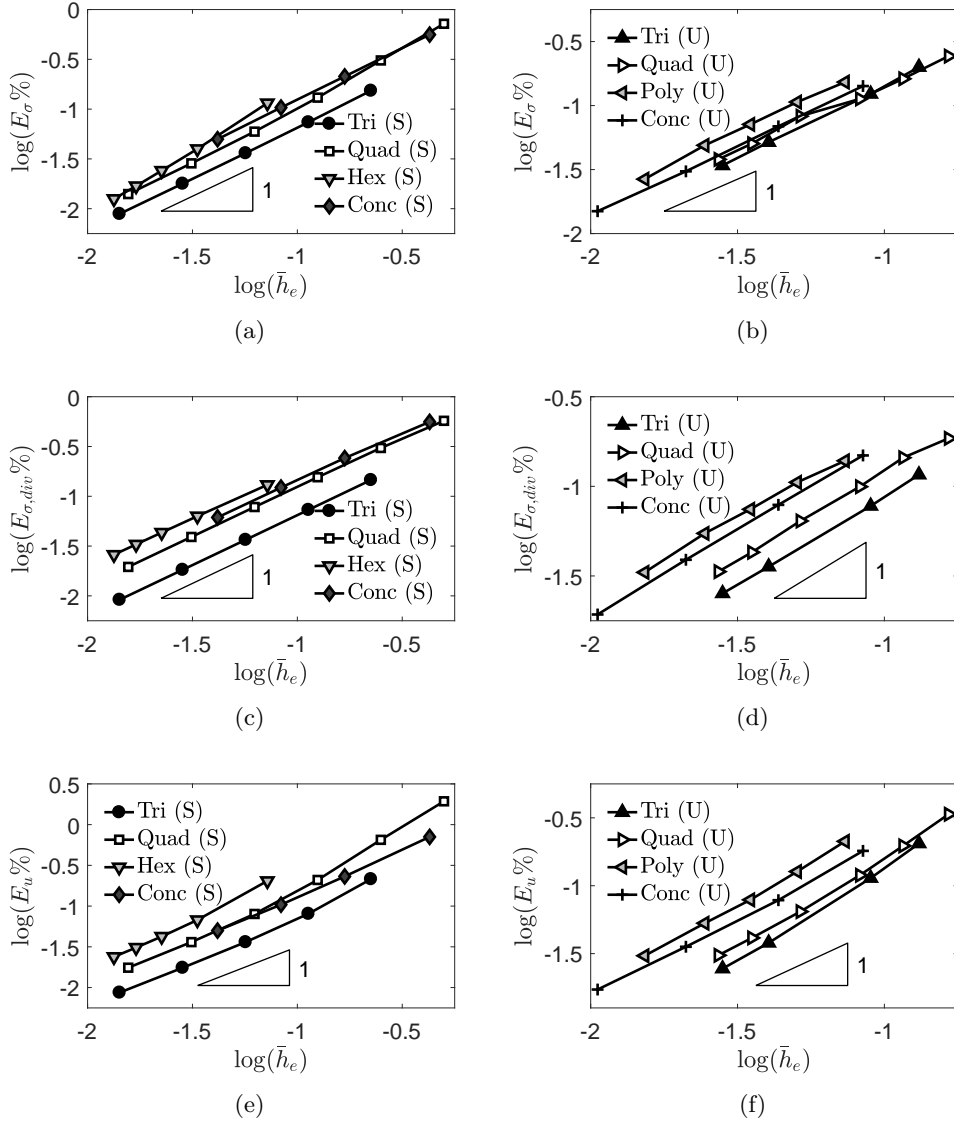 0
-0.5
-1
-1.5
-2
log(E_σ%)
Tri (S)
Quad (S)
Hex (S)
Conc (S)
1
-2 -1.5 -1 -0.5
log(h̄_e)
(a)
-0.5
-1
-1.5
-2
log(E_σ%)
Tri (U)
Quad (U)
Poly (U)
Conc (U)
1
-2 -1.5 -1
log(h̄_e)
(b)
0
-0.5
-1
-1.5
-2
log(E_σ,div%)
Tri (S)
Quad (S)
Hex (S)
Conc (S)
1
-2 -1.5 -1 -0.5
log(h̄_e)
(c)
-0.5
-1
-1.5
log(E_σ,div%)
Tri (U)
Quad (U)
Poly (U)
Conc (U)
1
-2 -1.5 -1
log(h̄_e)
(d)
0.5
0
-0.5
-1
-1.5
-2
log(E_u%)
Tri (S)
Quad (S)
Hex (S)
Conc (S)
1
-2 -1.5 -1 -0.5
log(h̄_e)
(e)
-0.5
-1
-1.5
log(E_u%)
Tri (U)
Quad (U)
Poly (U)
Conc (U)
1
-2 -1.5 -1
log(h̄_e)
(f)